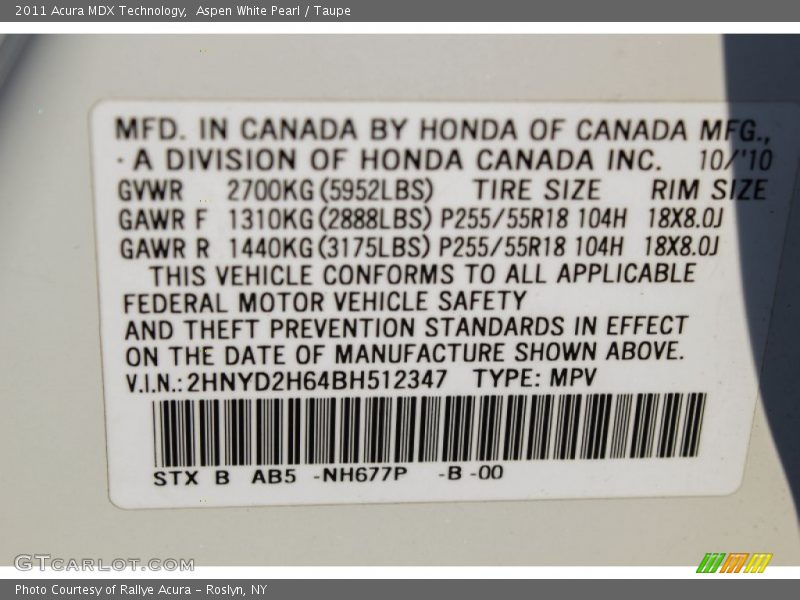 2011 Acura MDX Technology,  Aspen White Pearl / Taupe
MFD. IN CANADA BY HONDA OF CANADA MFG.,
· A DIVISION OF HONDA CANADA INC. 10/'10
GVWR 2700KG (5952LBS) TIRE SIZE RIM SIZE
GAWR F 1310KG (2888LBS) P255/55R18 104H 18X8.0J
GAWR R 1440KG (3175LBS) P255/55R18 104H 18X8.0J
THIS VEHICLE CONFORMS TO ALL APPLICABLE
FEDERAL MOTOR VEHICLE SAFETY
AND THEFT PREVENTION STANDARDS IN EFFECT
ON THE DATE OF MANUFACTURE SHOWN ABOVE.
V.I.N.: 2HNYD2H64BH512347 TYPE: MPV
STX B AB5 -NH677P -B -00
GTCARLOT.COM
Photo Courtesy of Rallye Acura – Roslyn, NY